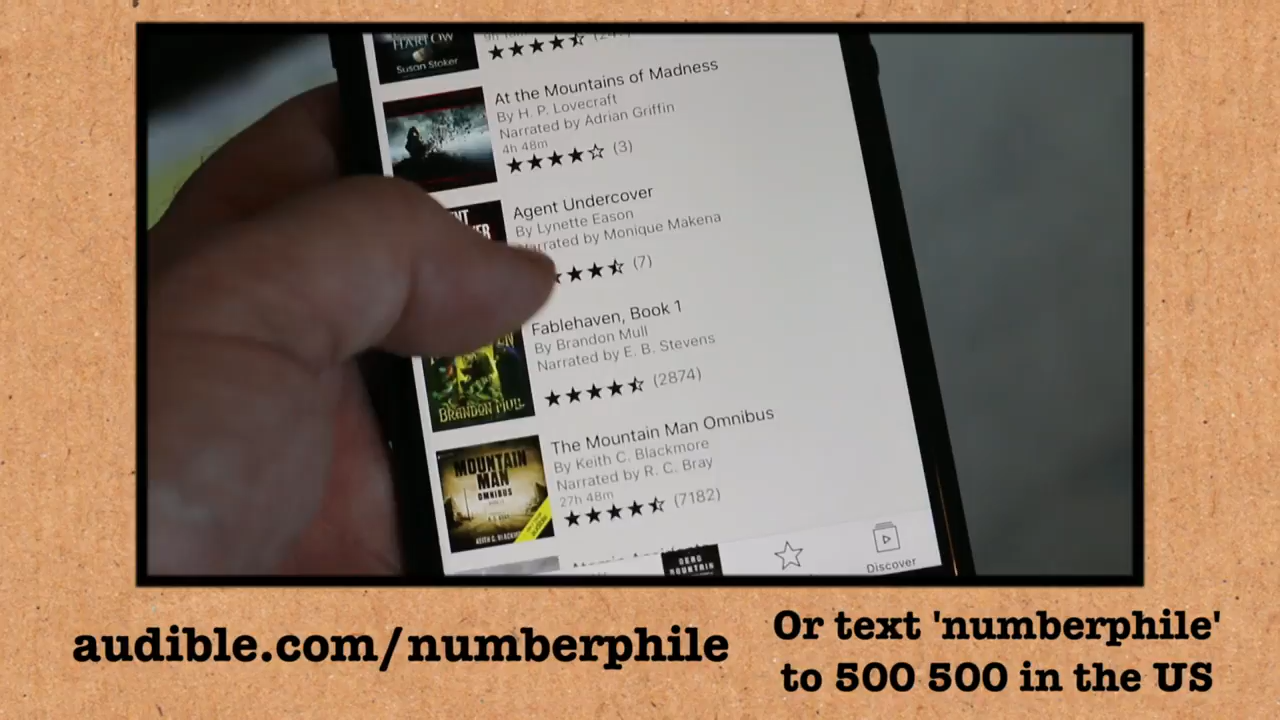 HARLOW
Susan Stoker
At the Mountains of Madness
By H. P. Lovecraft
Narrated by Adrian Griffin
4h 48m
(3)
Agent Undercover
By Lynette Eason
Narrated by Monique Makena
(7)
Fablehaven, Book 1
By Brandon Mull
Narrated by E. B. Stevens
(2874)
BRANDON MULL
The Mountain Man Omnibus
By Keith C. Blackmore
Narrated by R. C. Bray
27h 48m
(7182)
MOUNTAIN
MAN
OMNIBUS
DEAD
MOUNTAIN
Discover
audible.com/numberphile
Or text 'numberphile'
to 500 500 in the US